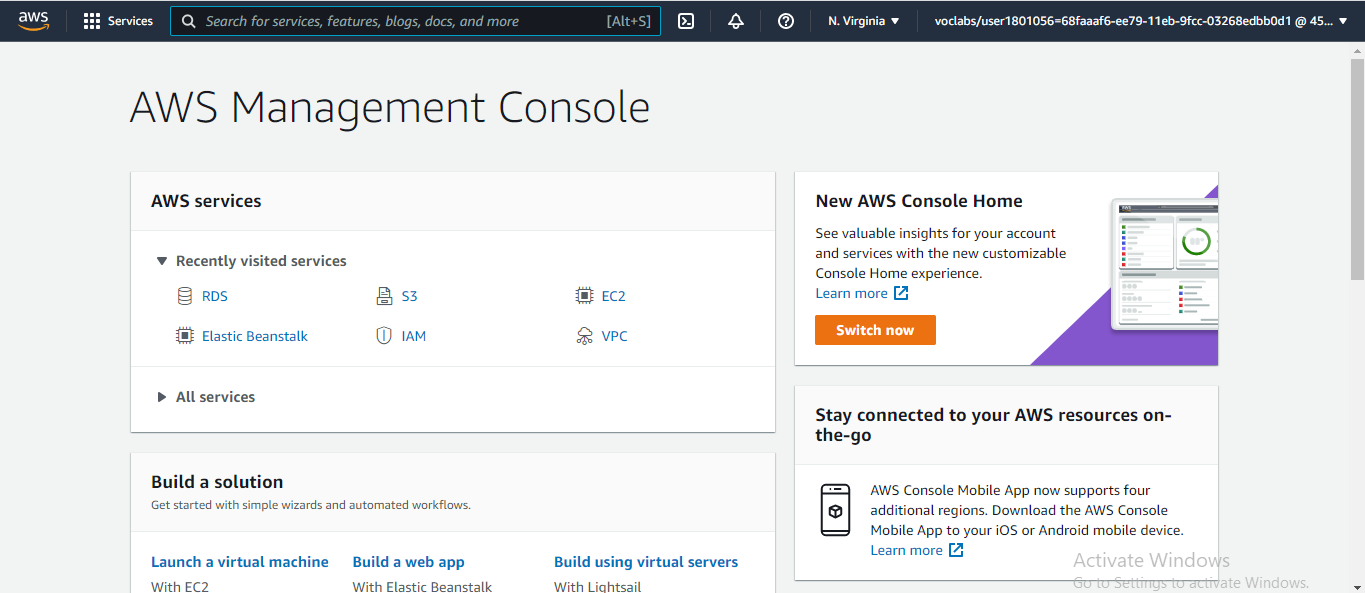 aws
Services
Search for services, features, blogs, docs, and more
[Alt+S]
N. Virginia
voclabs/user1801056=68faaaf6-ee79-11eb-9fcc-03268edbb0d1 @ 45...
AWS Management Console
AWS services
Recently visited services
RDS
S3
EC2
Elastic Beanstalk
IAM
VPC
All services
Build a solution
Get started with simple wizards and automated workflows.
Launch a virtual machine
With EC2
Build a web app
With Elastic Beanstalk
Build using virtual servers
With Lightsail
New AWS Console Home
See valuable insights for your account
and services with the new customizable
Console Home experience.
Learn more
Switch now
Stay connected to your AWS resources on-
the-go
AWS Console Mobile App now supports four
additional regions. Download the AWS Console
Mobile App to your iOS or Android mobile device.
Learn more
Activate Windows
Go to Settings to activate Windows.